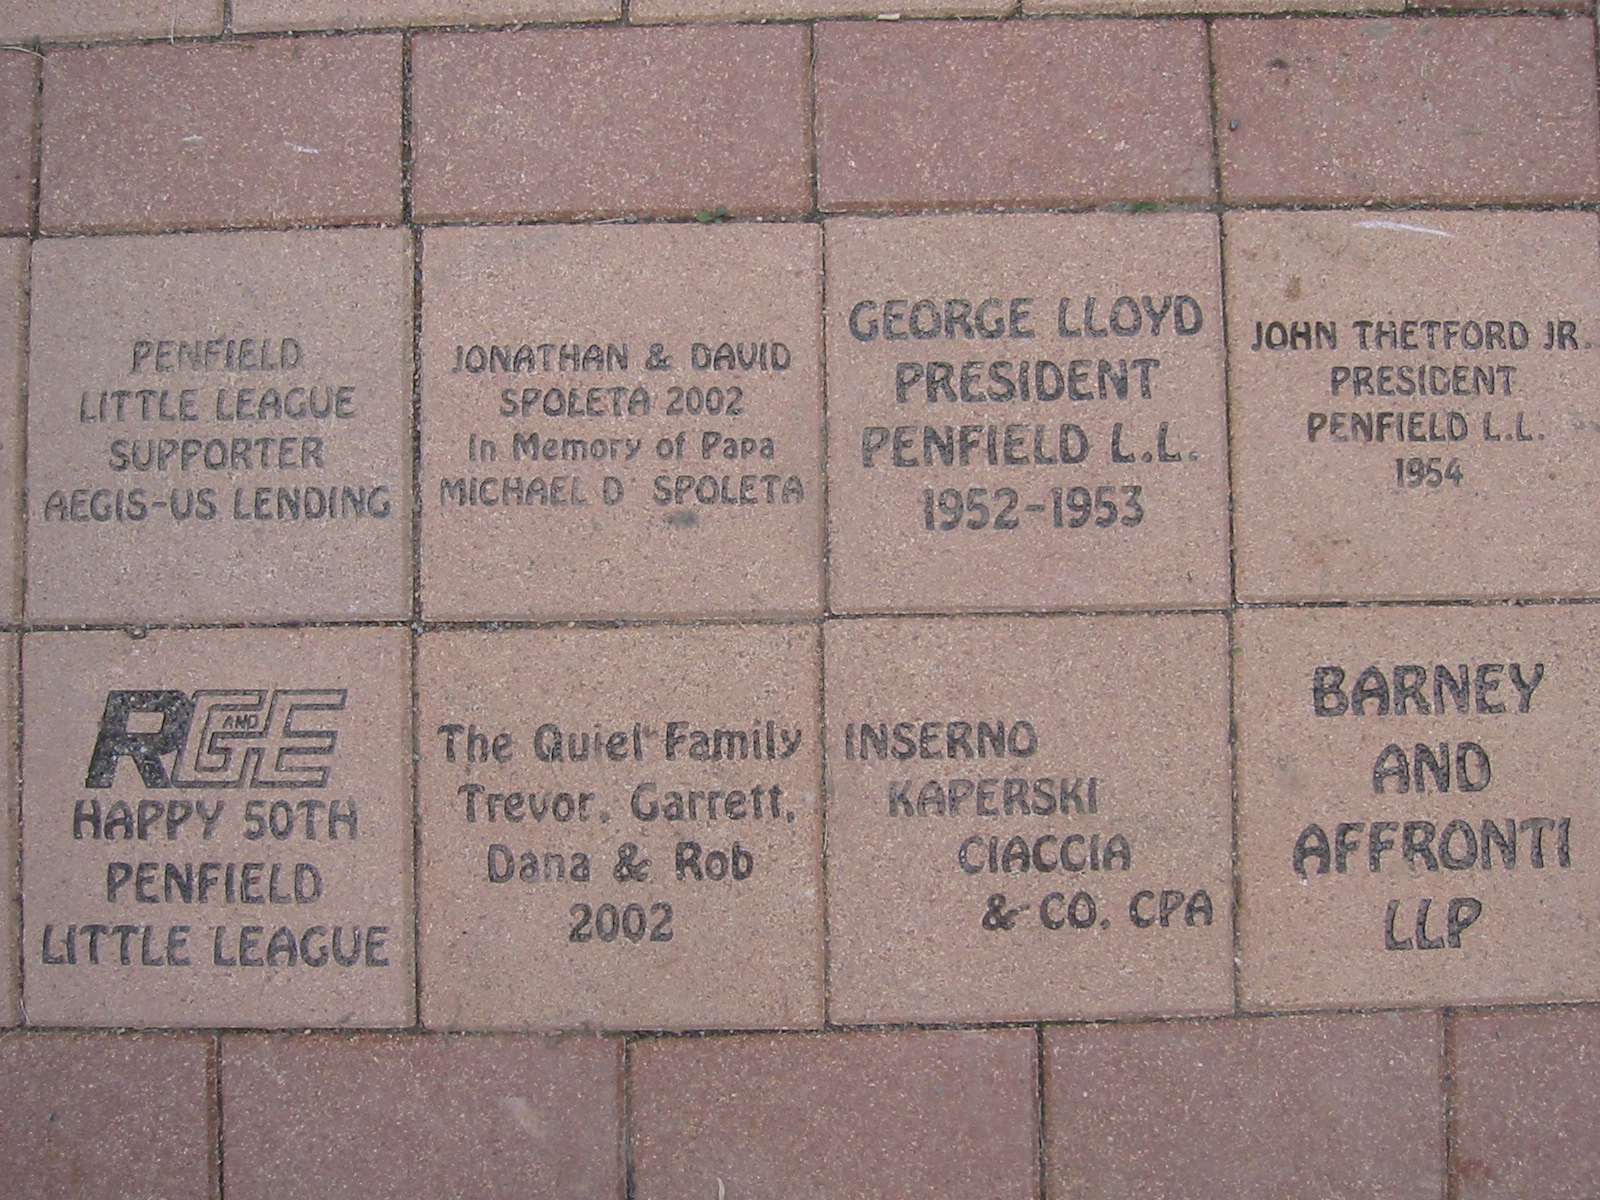 PENFIELD
LITTLE LEAGUE
SUPPORTER
AEGIS-US LENDING
JONATHAN & DAVID
SPOLETA 2002
In Memory of Papa
MICHAEL D SPOLETA
GEORGE LLOYD
PRESIDENT
PENFIELD L.L.
1952-1953
JOHN THETFORD JR.
PRESIDENT
PENFIELD L.L.
1954
RG AND E
HAPPY 50TH
PENFIELD
LITTLE LEAGUE
The Quiel Family
Trevor, Garrett,
Dana & Rob
2002
INSERNO
KAPERSKI
CIACCIA
& CO. CPA
BARNEY
AND
AFFRONTI
LLP